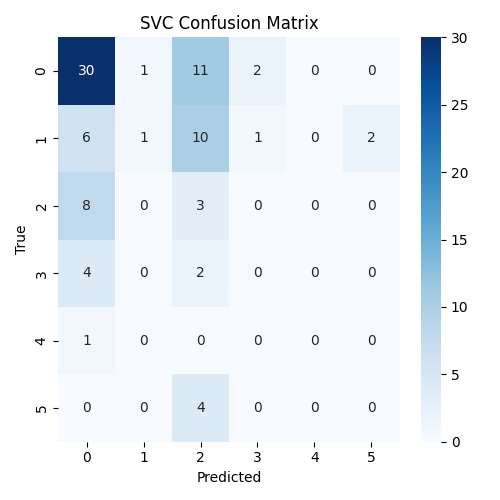 SVC Confusion Matrix
0 30 1 11 2 0 0
1 6 1 10 1 0 2
2 8 0 3 0 0 0
3 4 0 2 0 0 0
4 1 0 0 0 0 0
5 0 0 4 0 0 0
0 1 2 3 4 5
Predicted
True
30
25
20
15
10
5
0